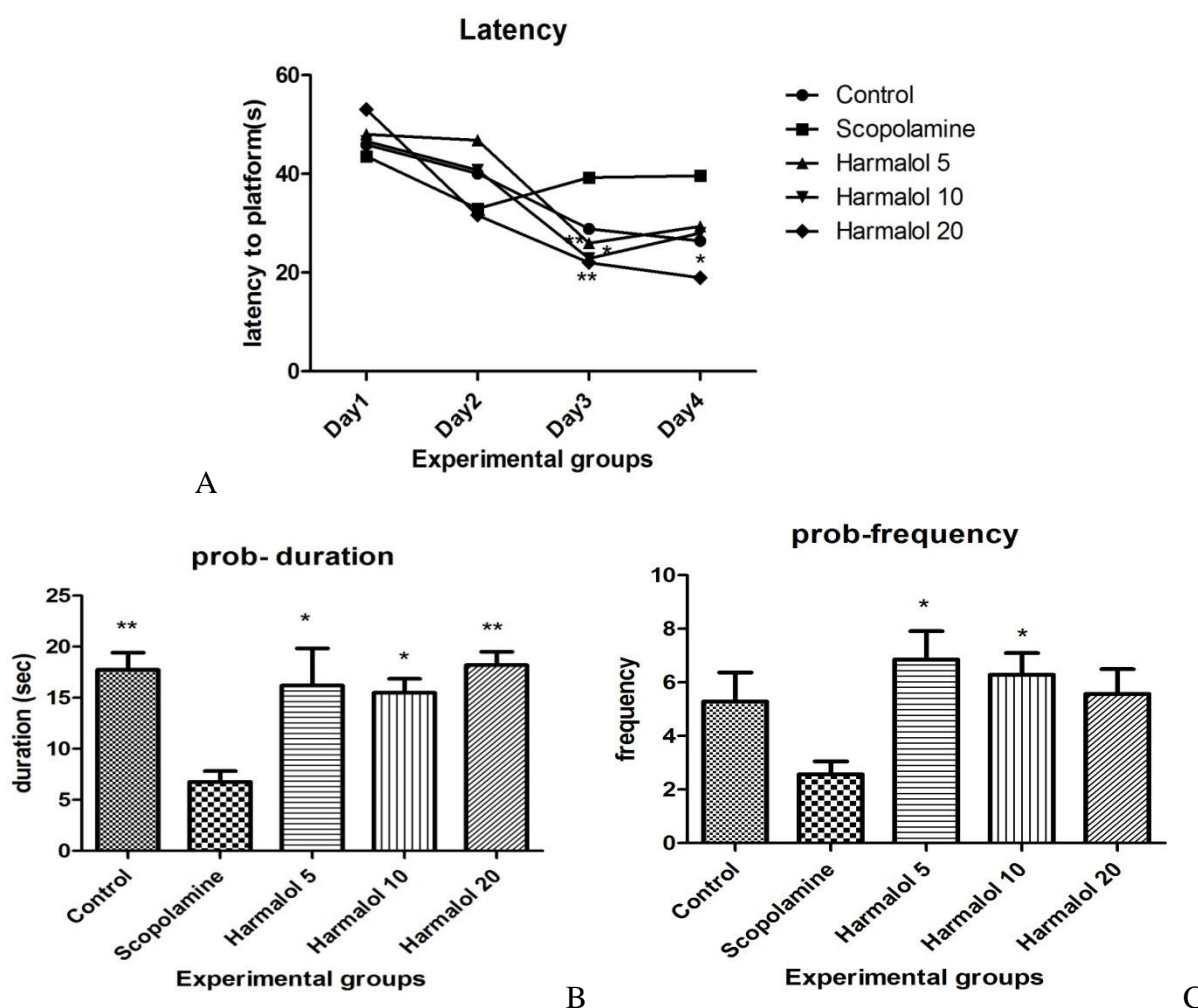 Latency
latency to platform(s)
60
40
20
0
**
*
**
*
Day1
Day2
Day3
Day4
Experimental groups
Control
Scopolamine
Harmalol 5
Harmalol 10
Harmalol 20
A
prob- duration
duration (sec)
25
20
15
10
5
0
**
*
*
**
Control
Scopolamine
Harmalol 5
Harmalol 10
Harmalol 20
Experimental groups
B
prob-frequency
frequency
10
8
6
4
2
0
*
*
Control
Scopolamine
Harmalol 5
Harmalol 10
Harmalol 20
Experimental groups
C